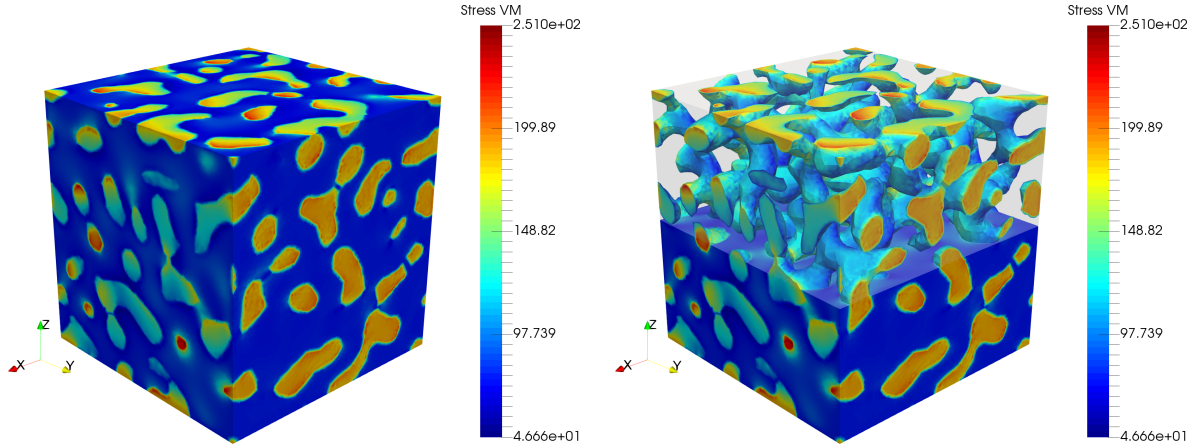 Stress VM
2.510e+02
199.89
148.82
97.739
4.666e+01
Z
X
Y
Stress VM
2.510e+02
199.89
148.82
97.739
4.666e+01
Z
X
Y